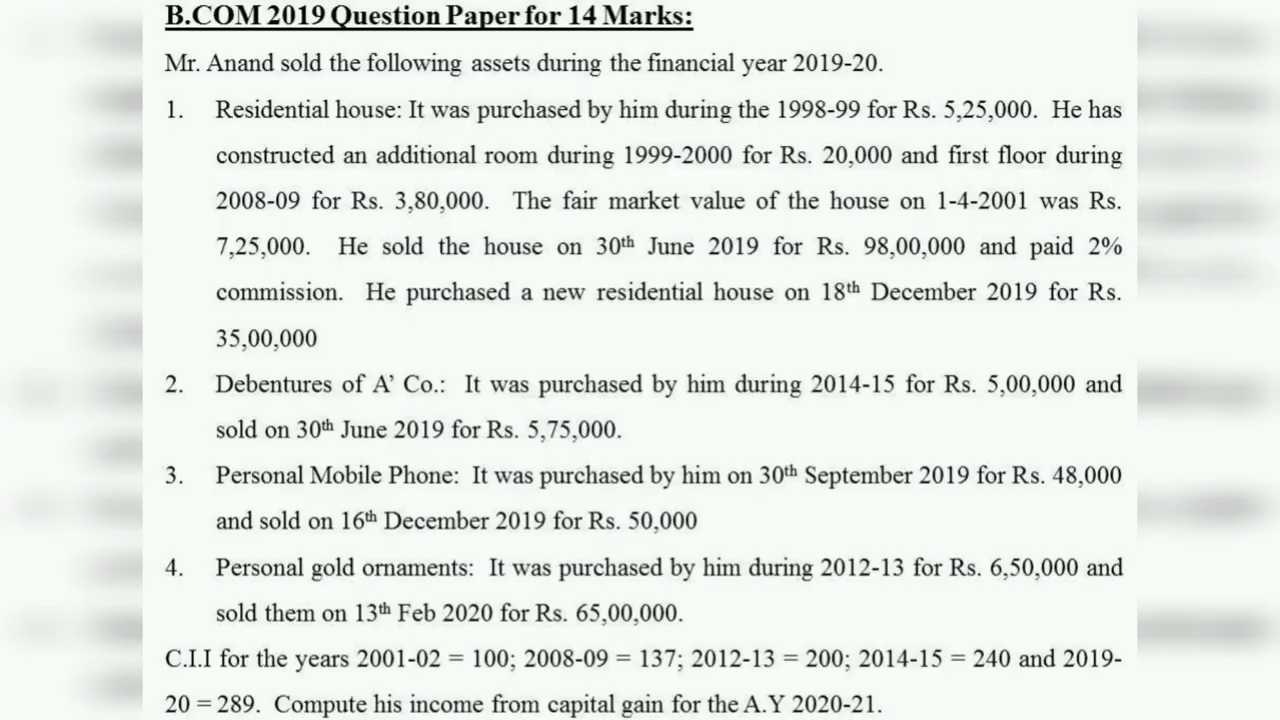 B.COM 2019 Question Paper for 14 Marks:
Mr. Anand sold the following assets during the financial year 2019-20.
1. Residential house: It was purchased by him during the 1998-99 for Rs. 5,25,000. He has
constructed an additional room during 1999-2000 for Rs. 20,000 and first floor during
2008-09 for Rs. 3,80,000. The fair market value of the house on 1-4-2001 was Rs.
7,25,000. He sold the house on 30th June 2019 for Rs. 98,00,000 and paid 2%
commission. He purchased a new residential house on 18th December 2019 for Rs.
35,00,000
2. Debentures of A’ Co.: It was purchased by him during 2014-15 for Rs. 5,00,000 and
sold on 30th June 2019 for Rs. 5,75,000.
3. Personal Mobile Phone: It was purchased by him on 30th September 2019 for Rs. 48,000
and sold on 16th December 2019 for Rs. 50,000
4. Personal gold ornaments: It was purchased by him during 2012-13 for Rs. 6,50,000 and
sold them on 13th Feb 2020 for Rs. 65,00,000.
C.I.I for the years 2001-02 = 100; 2008-09 = 137; 2012-13 = 200; 2014-15 = 240 and 2019-
20 = 289. Compute his income from capital gain for the A.Y 2020-21.